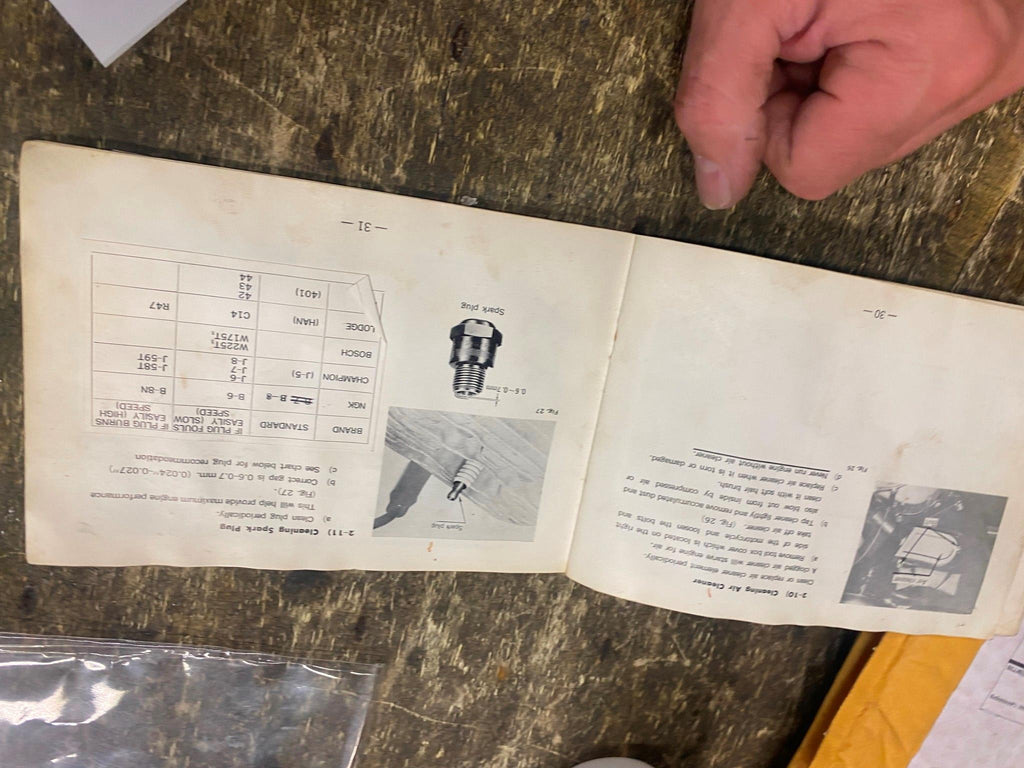 2-10) Cleaning Air Cleaner
Clear or replace air cleaner element periodically.
A clogged air cleaner will starve engine for air.
a) Remove tool box cover which is located on the right
side of the motorcycle and loosen the bolts and
take off air cleaner. (Fig. 26)
b) Tap cleaner lightly and remove accumulated dust and
also blow out from inside by compressed air or
clean it with soft hair brush.
c) Replace air cleaner when it is torn or damaged.
d) Never run engine without air cleaner.
Air cleaner
Fig. 26
— 30 —
2-11) Cleaning Spark Plug
a) Clean plug periodically.
This will help provide maximum engine performance
(Fig. 27).
b) Correct gap is 0.6-0.7 mm. (0.024"-0.027")
c) See chart below for plug recommendation
BRAND STANDARD IF PLUG FOULS EASILY (SLOW SPEED) IF PLUG BURNS EASILY (HIGH SPEED)
NGK B-8 B-6 B-8N
CHAMPION (J-5) J-6 J-7 J-8 J-58T J-59T
BOSCH W225T₁ W175T₁
LODGE (HAN) C14 R47
(401) 42 43 44
Spark plug
Fig. 27
0.6~0.7mm
Spark plug
— 31 —